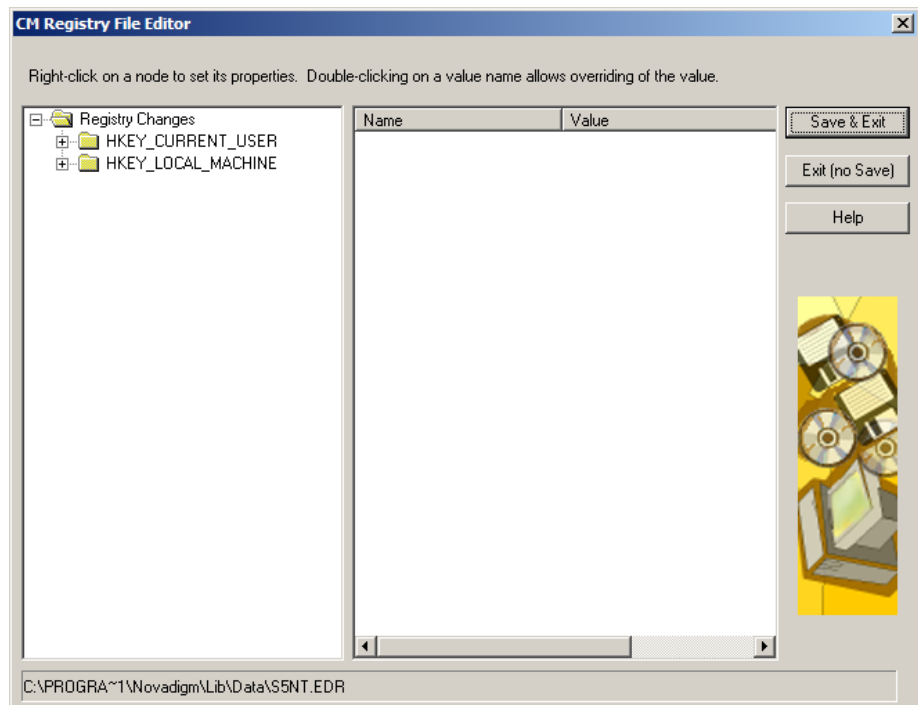 CM Registry File Editor
Right-click on a node to set its properties. Double-clicking on a value name allows overriding of the value.
Registry Changes
HKEY_CURRENT_USER
HKEY_LOCAL_MACHINE
Name Value
Save & Exit
Exit (no Save)
Help
C:\PROGRA~1\Novadigm\Lib\Data\S5NT.EDR